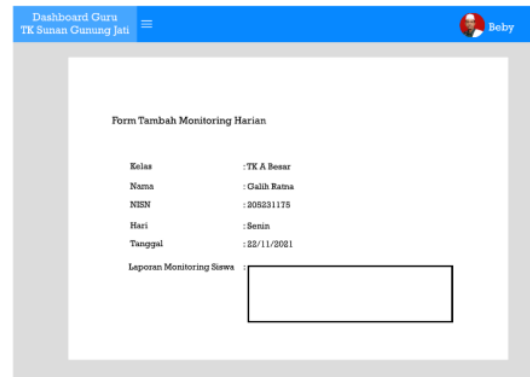 Dashboard Guru
TK Sunan Gunung Jati
Beby
Form Tambah Monitoring Harian
Kelas : TK A Besar
Nama : Galih Ratna
NISN : 205231175
Hari : Senin
Tanggal : 22/11/2021
Laporan Monitoring Siswa :